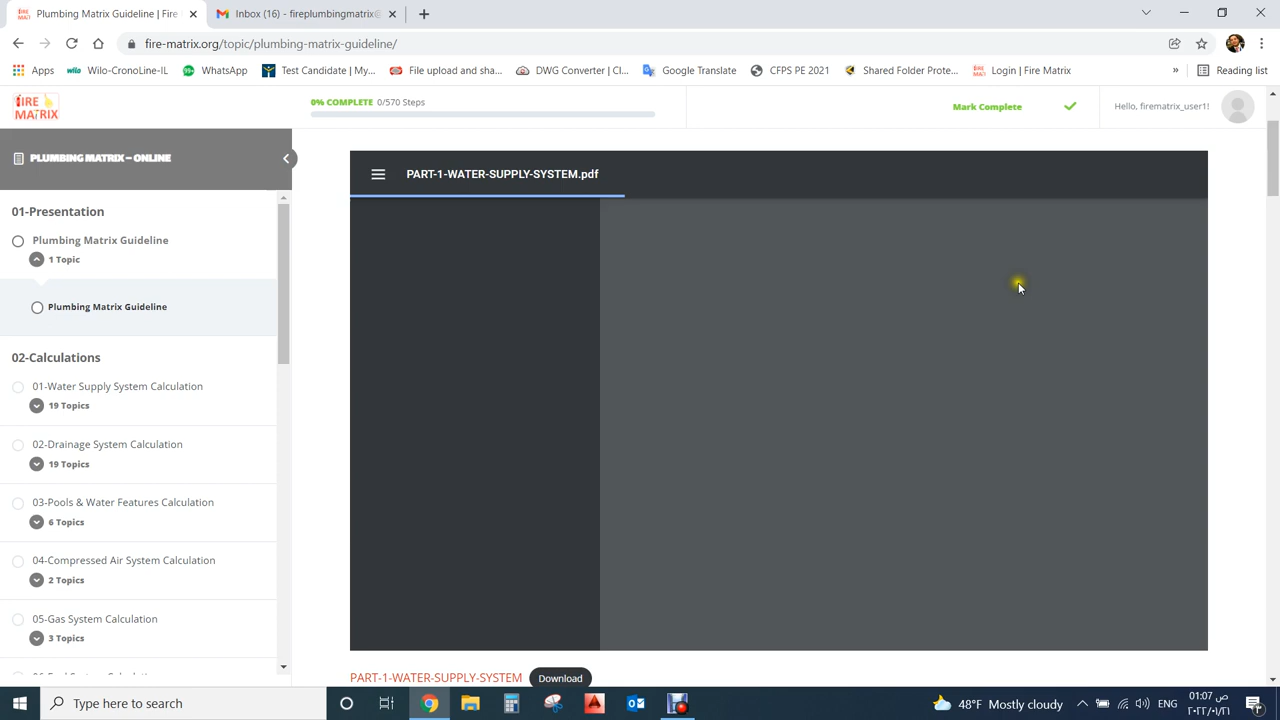 Plumbing Matrix Guideline | Fire
Inbox (16) - fireplumbingmatrix@
fire-matrix.org/topic/plumbing-matrix-guideline/
Apps
wilo
Wilo-CronoLine-IL
99+
WhatsApp
Test Candidate | My...
File upload and sha...
DWG Converter | Cl...
Google Translate
CFPS PE 2021
Shared Folder Prote...
Login | Fire Matrix
»
Reading list
FIRE
MATRIX
0% COMPLETE 0/570 Steps
Mark Complete
Hello, firematrix_user1!
PLUMBING MATRIX – ONLINE
PART-1-WATER-SUPPLY-SYSTEM.pdf
01-Presentation
Plumbing Matrix Guideline
1 Topic
Plumbing Matrix Guideline
02-Calculations
01-Water Supply System Calculation
19 Topics
02-Drainage System Calculation
19 Topics
03-Pools & Water Features Calculation
6 Topics
04-Compressed Air System Calculation
2 Topics
05-Gas System Calculation
3 Topics
PART-1-WATER-SUPPLY-SYSTEM
Download
Type here to search
48°F Mostly cloudy
ENG
01:07 ص